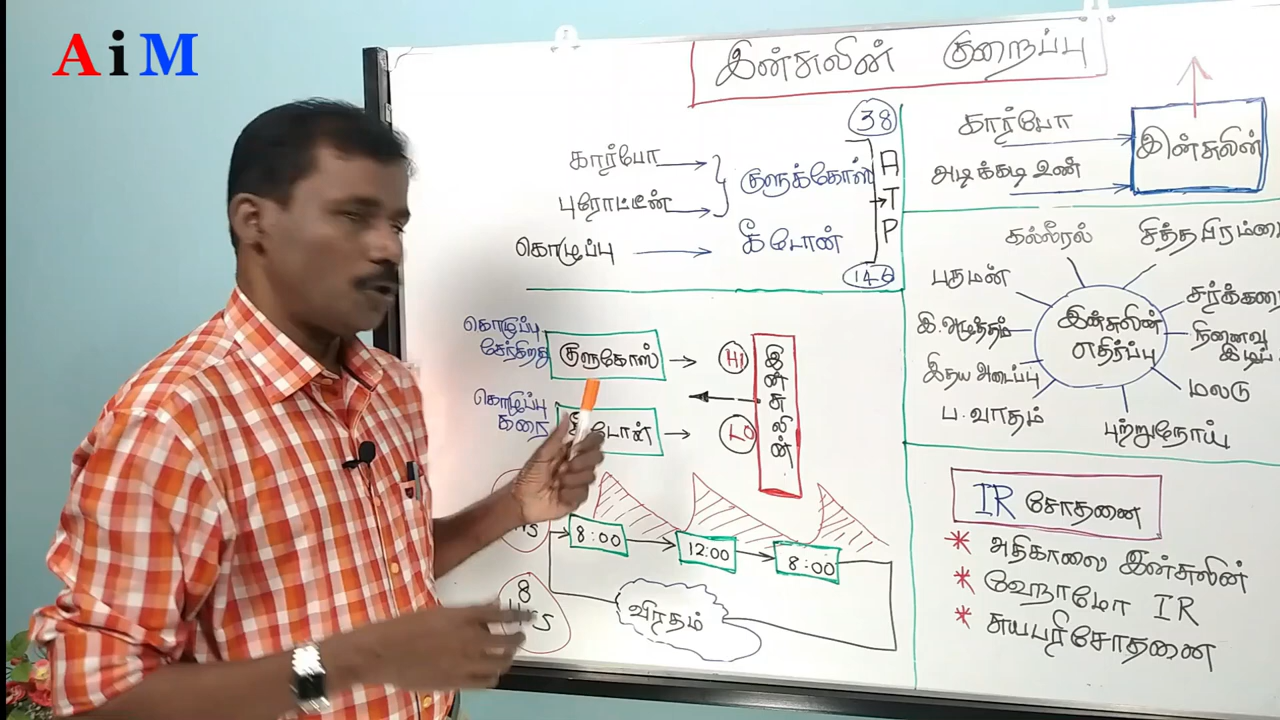 AiM
இன்சுலின் குறைப்பு
38
கார்போ
புரோட்டீன்
குளுக்கோஸ்
கொழுப்பு
கீடோன்
ATP
146
கார்போ
அடிக்கடி உண்
இன்சுலின்
கொழுப்பு
சேர்கிறது
குளுகோஸ்
HI
கொழுப்பு
கரை
LO
இன்சுலின்
8:00
12:00
8:00
8
விரதம்
கல்லீரல்
பருமன்
இ.அழுத்தம்
இதய அடைப்பு
ப.வாதம்
இன்சுலின்
எதிர்ப்பு
நினைவு
மலடு
புற்றுநோய்
IR சோதனை
* அதிகாலை இன்சுலின்
* ஹோமோ IR
* சுயபரிசோதனை